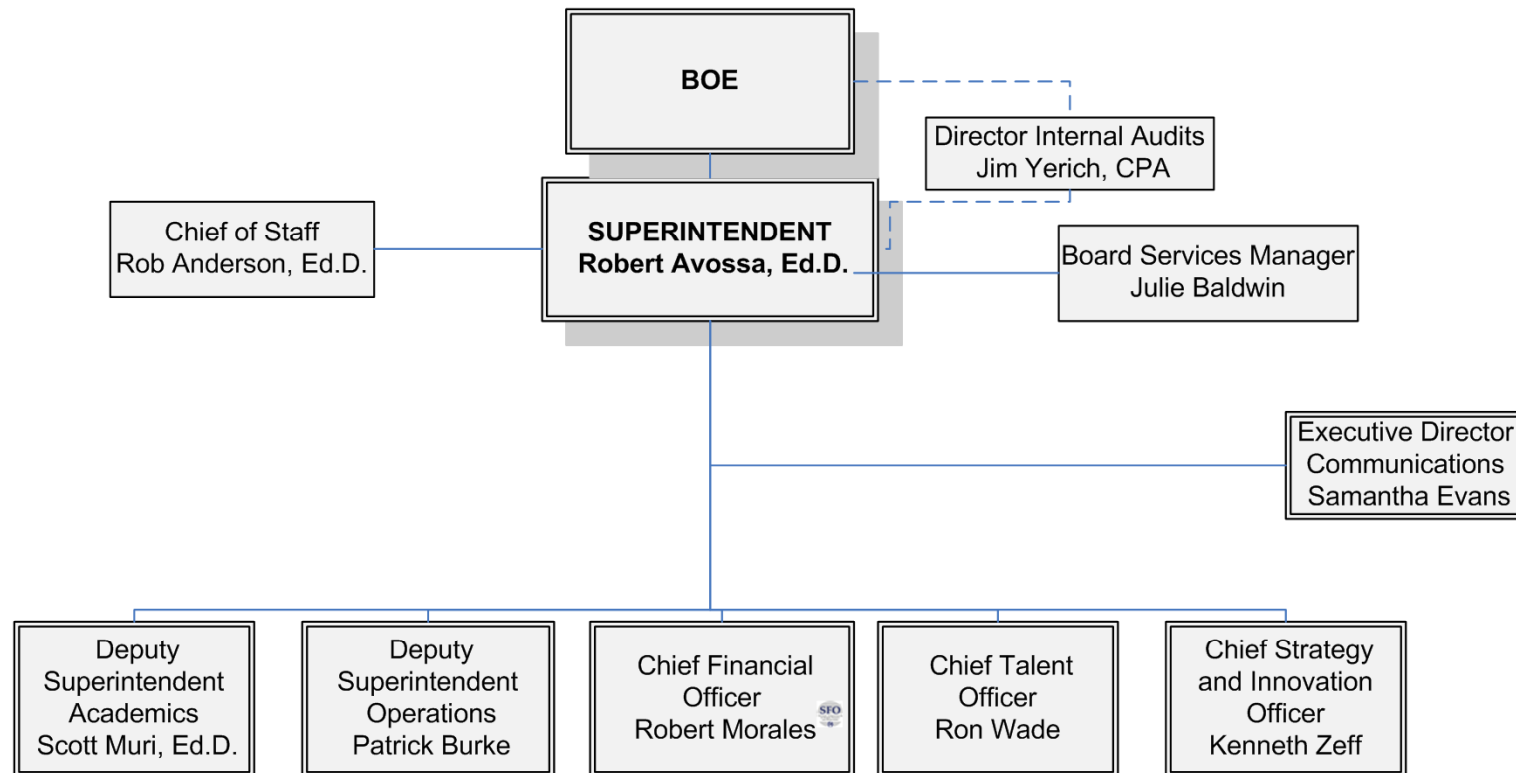 BOE
Director Internal Audits
Jim Yerich, CPA
Chief of Staff
Rob Anderson, Ed.D.
SUPERINTENDENT
Robert Avossa, Ed.D.
Board Services Manager
Julie Baldwin
Executive Director
Communications
Samantha Evans
Deputy
Superintendent
Academics
Scott Muri, Ed.D.
Deputy
Superintendent
Operations
Patrick Burke
Chief Financial
Officer
Robert Morales
SFO
Chief Talent
Officer
Ron Wade
Chief Strategy
and Innovation
Officer
Kenneth Zeff